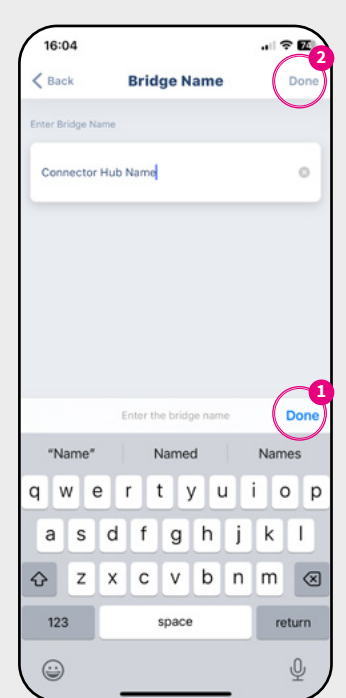 16:04
74
2
Back
Bridge Name
Done
Enter Bridge Name
Connector Hub Name
1
Enter the bridge name
Done
"Name"
Named
Names
q w e r t y u i o p
a s d f g h j k l
z x c v b n m
123
space
return